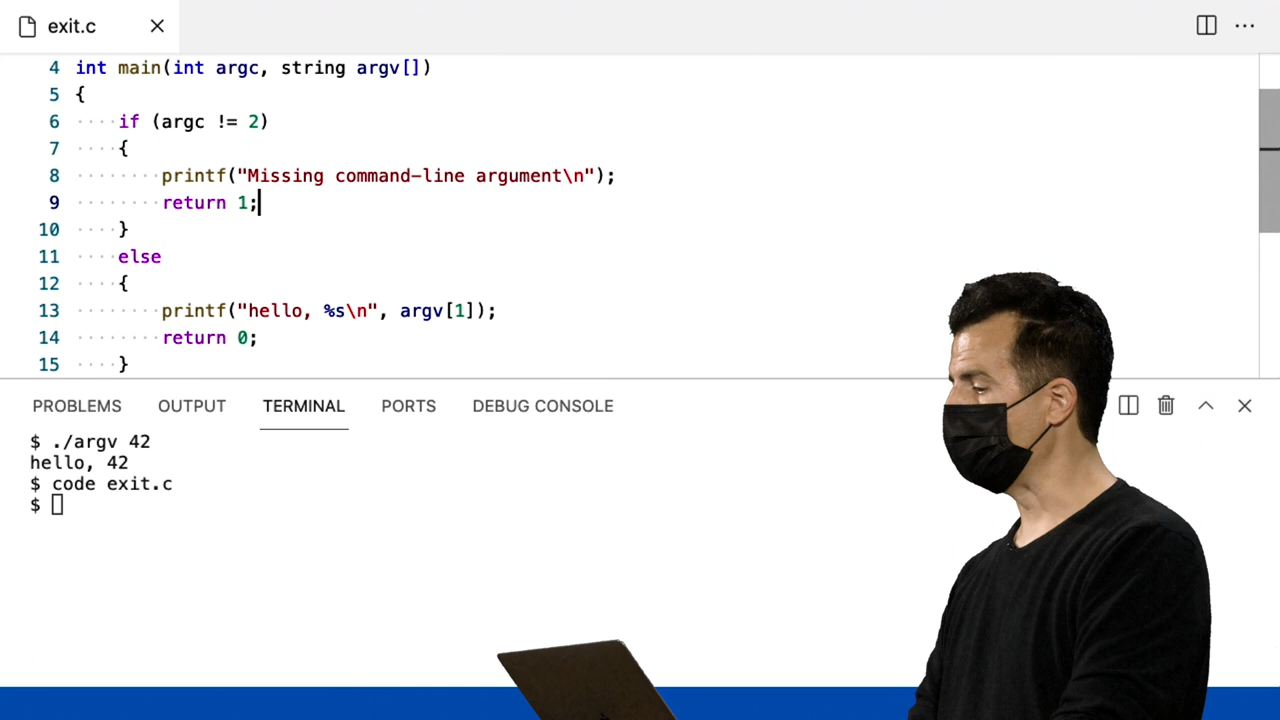 exit.c
4 int main(int argc, string argv[])
5 {
6 ····if (argc != 2)
7 ····{
8 ········printf("Missing command-line argument\n");
9 ········return 1;
10 ····}
11 ····else
12 ····{
13 ········printf("hello, %s\n", argv[1]);
14 ········return 0;
15 ····}
PROBLEMS OUTPUT TERMINAL PORTS DEBUG CONSOLE
$ ./argv 42
hello, 42
$ code exit.c
$